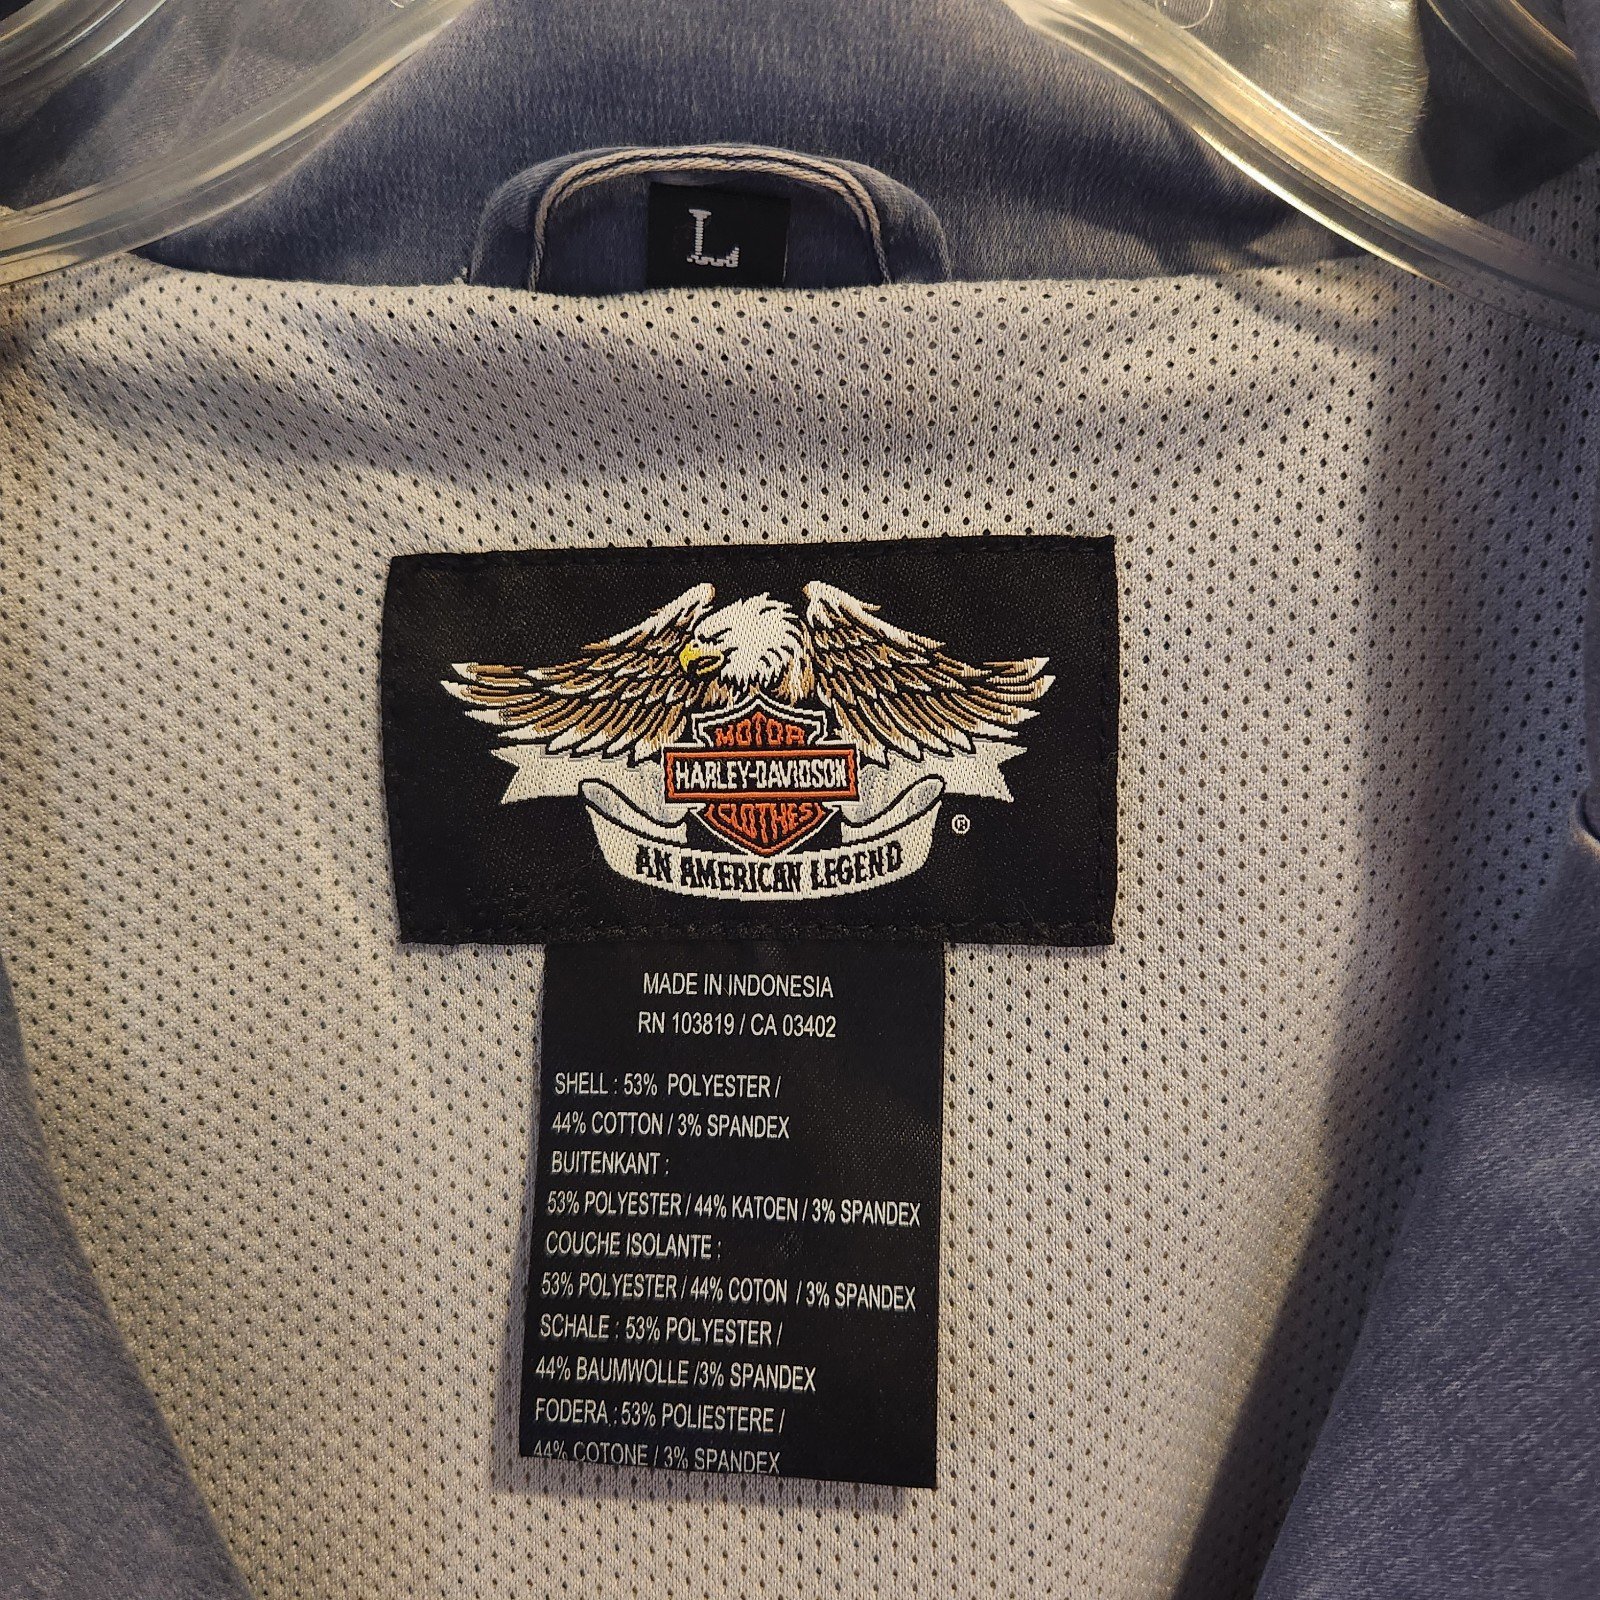 L
MOTOR
HARLEY-DAVIDSON
CLOTHES
AN AMERICAN LEGEND
®
MADE IN INDONESIA
RN 103819 / CA 03402
SHELL : 53% POLYESTER /
44% COTTON / 3% SPANDEX
BUITENKANT :
53% POLYESTER / 44% KATOEN / 3% SPANDEX
COUCHE ISOLANTE :
53% POLYESTER / 44% COTON / 3% SPANDEX
SCHALE : 53% POLYESTER /
44% BAUMWOLLE /3% SPANDEX
FODERA : 53% POLIESTERE /
44% COTONE / 3% SPANDEX